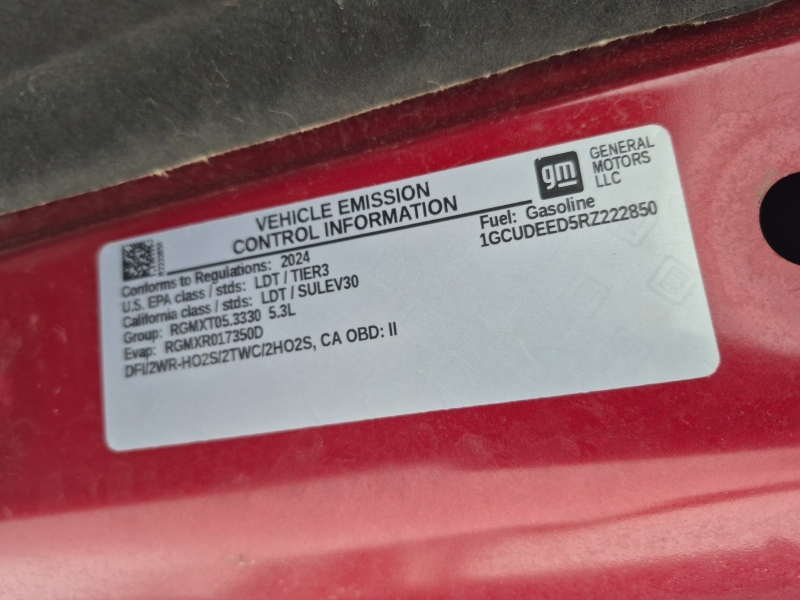 VEHICLE EMISSION
CONTROL INFORMATION
gm
GENERAL
MOTORS
LLC
Fuel: Gasoline
1GCUDEED5RZ222850
Conforms to Regulations: 2024
U.S. EPA class / stds: LDT / TIER3
California class / stds: LDT / SULEV30
Group: RGMXT05.3330 5.3L
Evap: RGMXR017350D
DFI/2WR-HO2S/2TWC/2HO2S, CA OBD: II